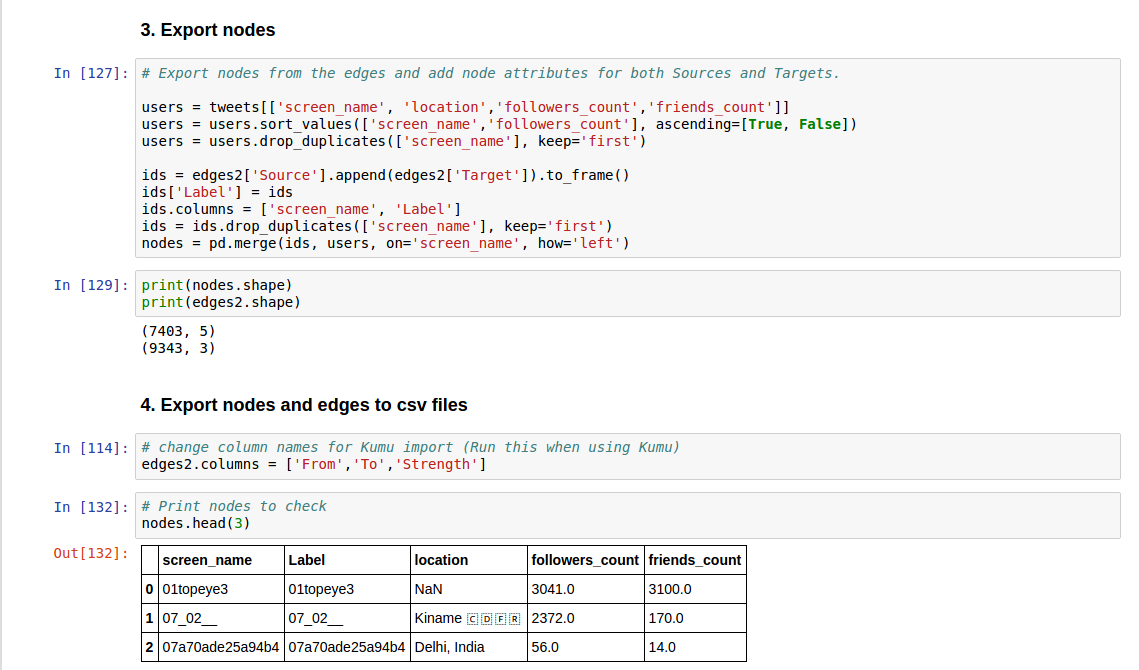 3. Export nodes
In [127]: # Export nodes from the edges and add node attributes for both Sources and Targets.
users = tweets[['screen_name', 'location','followers_count','friends_count']]
users = users.sort_values(['screen_name','followers_count'], ascending=[True, False])
users = users.drop_duplicates(['screen_name'], keep='first')
ids = edges2['Source'].append(edges2['Target']).to_frame()
ids['Label'] = ids
ids.columns = ['screen_name', 'Label']
ids = ids.drop_duplicates(['screen_name'], keep='first')
nodes = pd.merge(ids, users, on='screen_name', how='left')
In [129]: print(nodes.shape)
print(edges2.shape)
(7403, 5)
(9343, 3)
4. Export nodes and edges to csv files
In [114]: # change column names for Kumu import (Run this when using Kumu)
edges2.columns = ['From','To','Strength']
In [132]: # Print nodes to check
nodes.head(3)
Out[132]: screen_name Label location followers_count friends_count
0 01topeye3 01topeye3 NaN 3041.0 3100.0
1 07_02__ 07_02__ Kiname 🇨 🇩 🇫 🇷 2372.0 170.0
2 07a70ade25a94b4 07a70ade25a94b4 Delhi, India 56.0 14.0